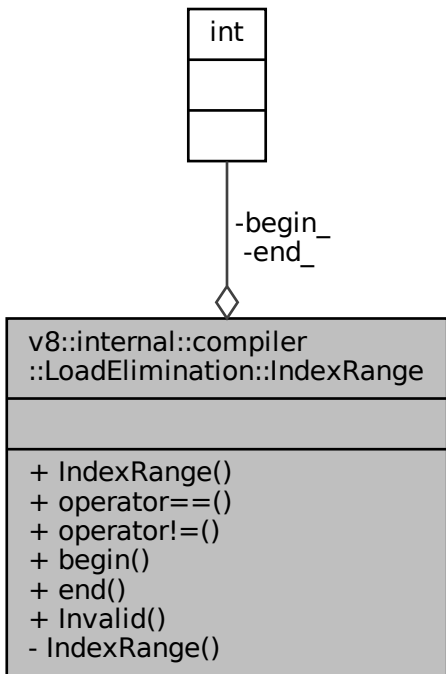 int
-begin_
-end_
v8::internal::compiler
::LoadElimination::IndexRange
+ IndexRange()
+ operator==()
+ operator!=()
+ begin()
+ end()
+ Invalid()
- IndexRange()